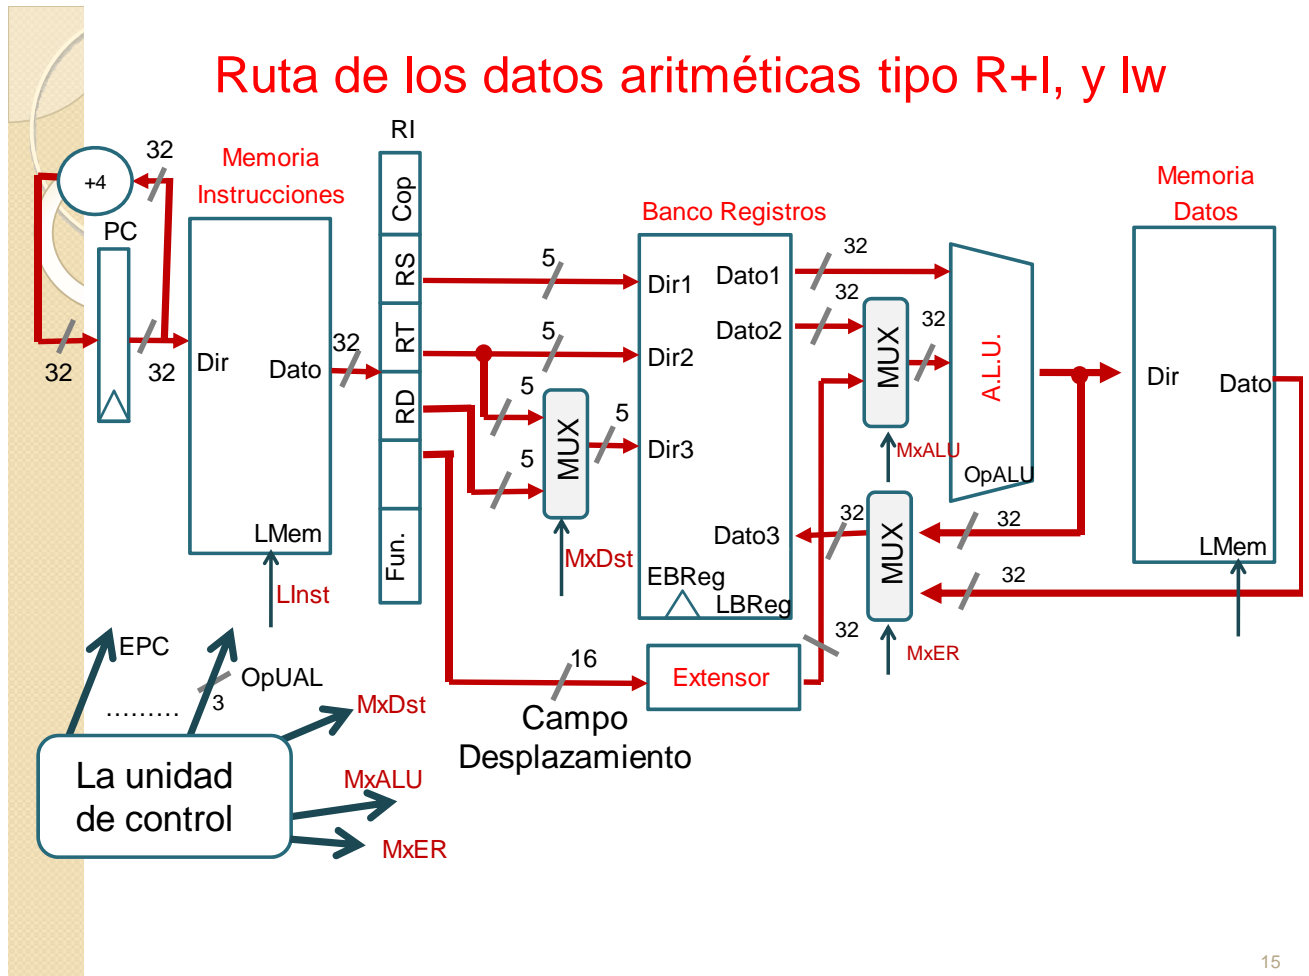 Ruta de los datos aritméticas tipo R+I, y lw
RI
32
+4
PC
32
32
Memoria
Instrucciones
Dir
Dato
LMem
LInst
32
Cop
RS
RT
RD
Fun.
5
5
5
5
5
MUX
MxDst
Banco Registros
Dir1
Dir2
Dir3
Dato1
Dato2
Dato3
EBReg
LBReg
32
32
32
MUX
MxALU
A.L.U.
OpALU
32
MUX
MxER
32
32
Memoria
Datos
Dir
Dato
LMem
16
Extensor
32
Campo
Desplazamiento
EPC
OpUAL
………
3
MxDst
MxALU
MxER
La unidad
de control
15